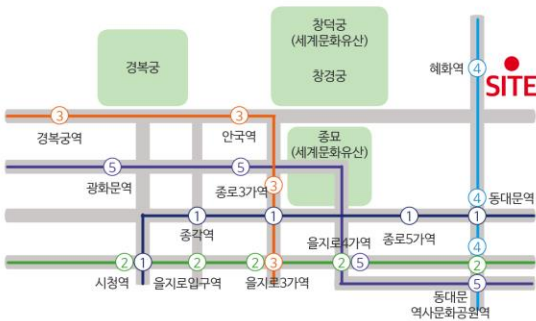 창덕궁
(세계문화유산)
경복궁
창경궁
혜화역
4
SITE
3
3
경복궁역
안국역
종묘
(세계문화유산)
5
5
광화문역
종로3가역
3
4
동대문역
1
1
1
1
종각역
종로5가역
을지로4가역
4
2
1
2
2
3
2
5
2
시청역
을지로입구역
을지로3가역
5
동대문
역사문화공원역